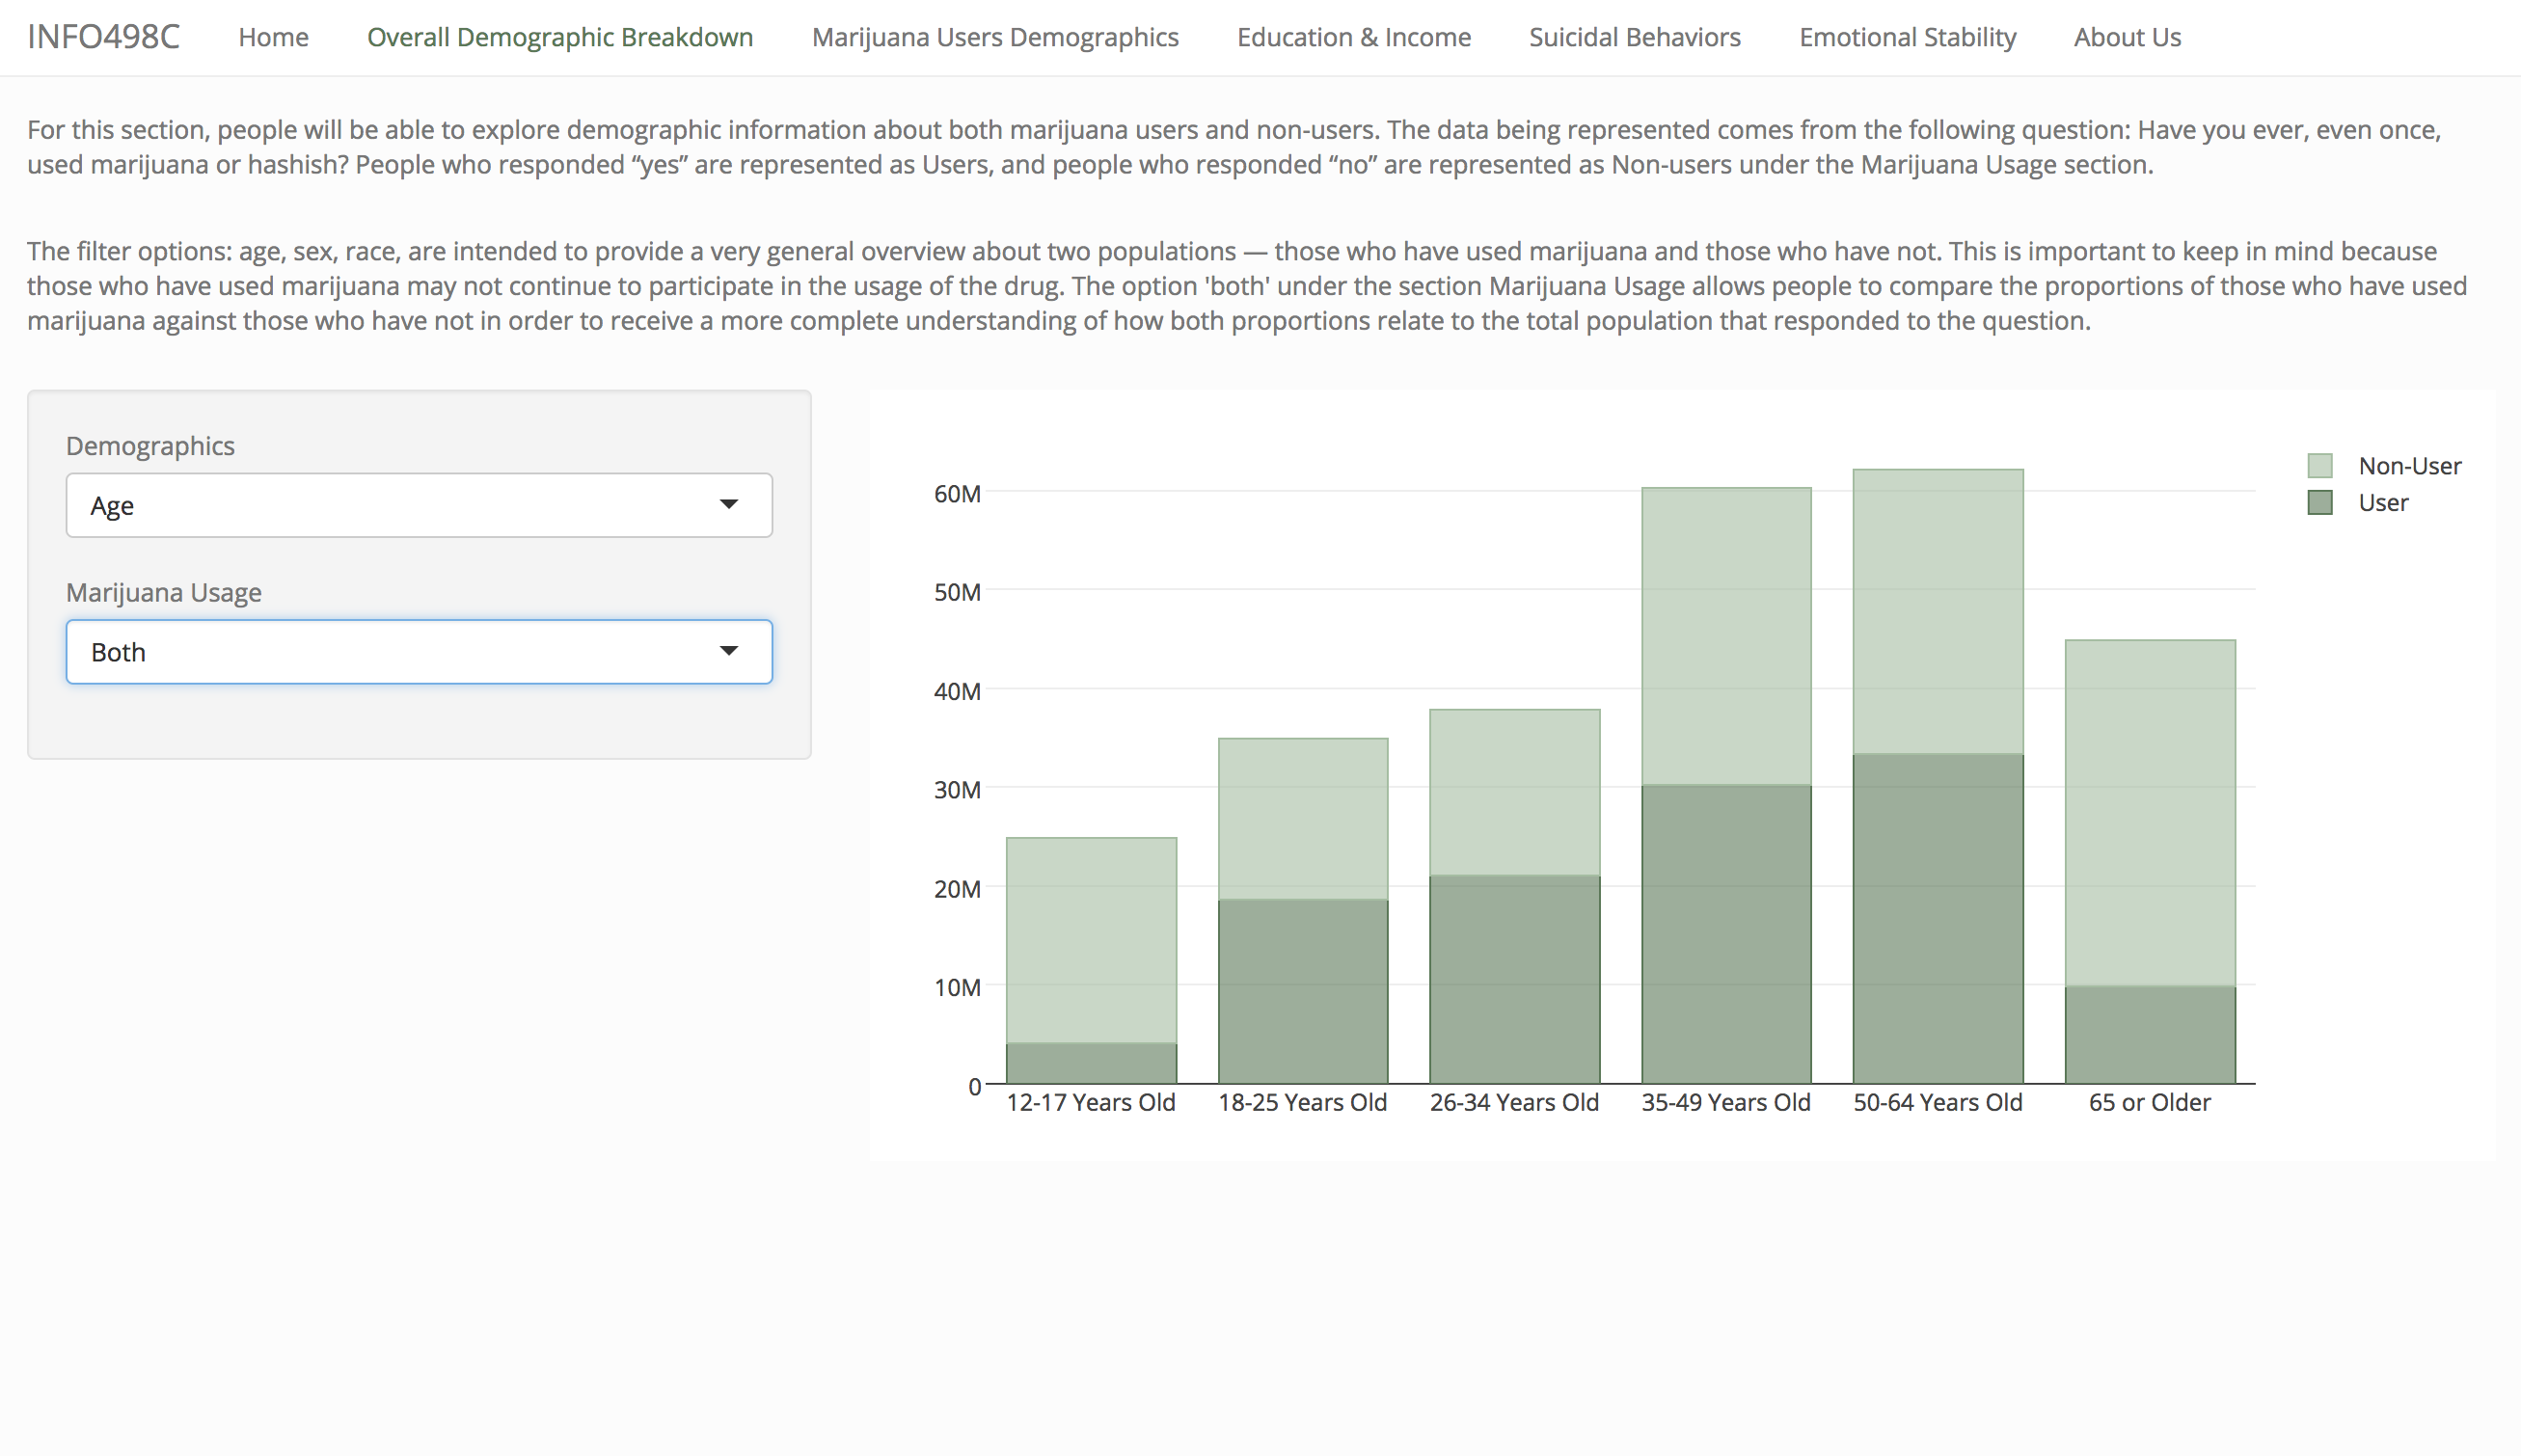 INFO498C Home Overall Demographic Breakdown Marijuana Users Demographics Education & Income Suicidal Behaviors Emotional Stability About Us
For this section, people will be able to explore demographic information about both marijuana users and non-users. The data being represented comes from the following question: Have you ever, even once,
used marijuana or hashish? People who responded “yes” are represented as Users, and people who responded “no” are represented as Non-users under the Marijuana Usage section.
The filter options: age, sex, race, are intended to provide a very general overview about two populations — those who have used marijuana and those who have not. This is important to keep in mind because
those who have used marijuana may not continue to participate in the usage of the drug. The option 'both' under the section Marijuana Usage allows people to compare the proportions of those who have used
marijuana against those who have not in order to receive a more complete understanding of how both proportions relate to the total population that responded to the question.
Demographics
Age
Marijuana Usage
Both
60M
50M
40M
30M
20M
10M
0
12-17 Years Old 18-25 Years Old 26-34 Years Old 35-49 Years Old 50-64 Years Old 65 or Older
Non-User
User